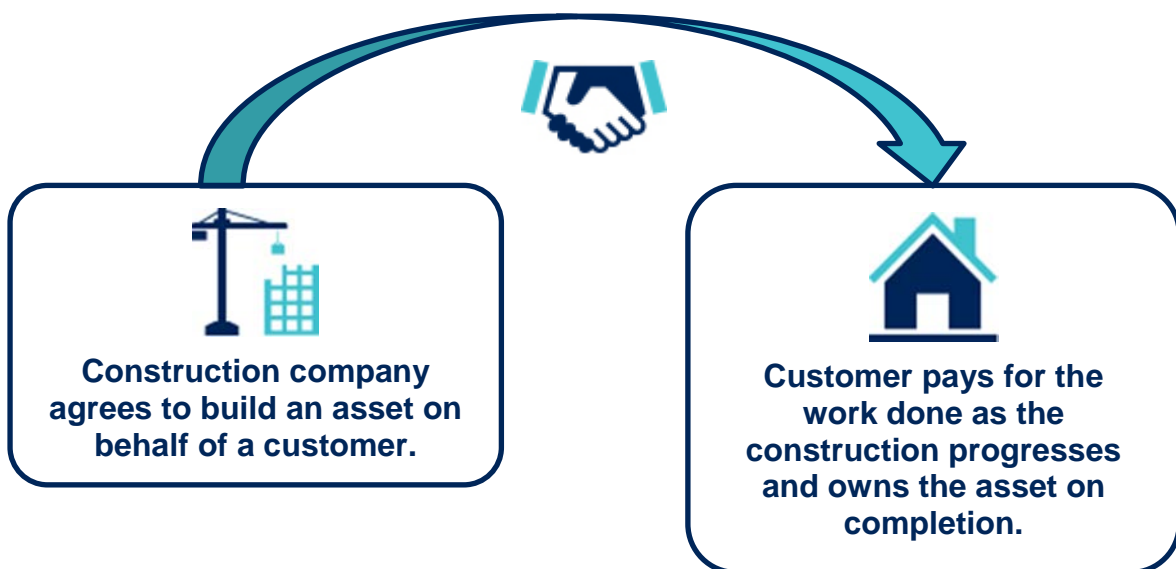 Construction company
agrees to build an asset on
behalf of a customer.
Customer pays for the
work done as the
construction progresses
and owns the asset on
completion.